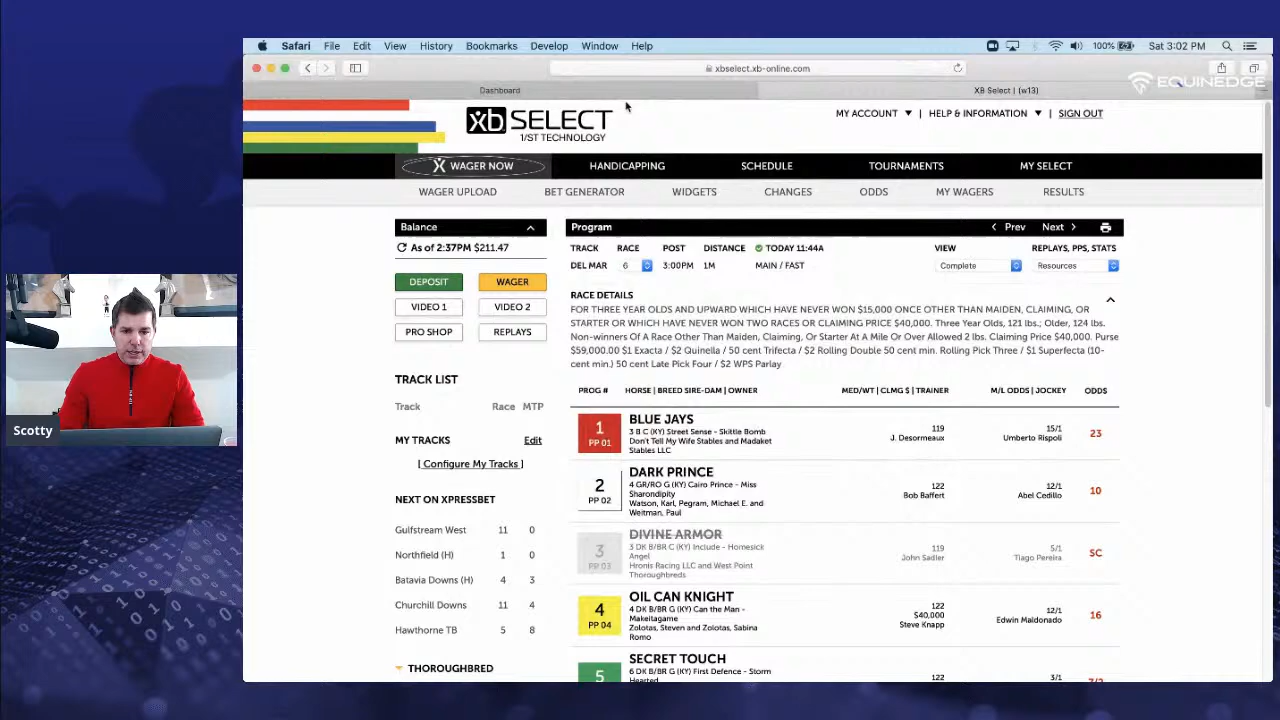 Safari File Edit View History Bookmarks Develop Window Help
100% Sat 3:02 PM
xbselect.xb-online.com
EQUINEDGE
Dashboard
XB Select | (w13)
xb SELECT
1/ST TECHNOLOGY
MY ACCOUNT HELP & INFORMATION SIGN OUT
X WAGER NOW HANDICAPPING SCHEDULE TOURNAMENTS MY SELECT
WAGER UPLOAD BET GENERATOR WIDGETS CHANGES ODDS MY WAGERS RESULTS
Balance
As of 2:37PM $211.47
DEPOSIT WAGER
VIDEO 1 VIDEO 2
PRO SHOP REPLAYS
TRACK LIST
Track Race MTP
MY TRACKS Edit
[ Configure My Tracks ]
NEXT ON XPRESSBET
Gulfstream West 11 0
Northfield (H) 1 0
Batavia Downs (H) 4 3
Churchill Downs 11 4
Hawthorne TB 5 8
THOROUGHBRED
Program
Prev Next
TRACK RACE POST DISTANCE TODAY 11:44A VIEW REPLAYS, PPS, STATS
DEL MAR 6 3:00PM 1M MAIN / FAST Complete Resources
RACE DETAILS
FOR THREE YEAR OLDS AND UPWARD WHICH HAVE NEVER WON $15,000 ONCE OTHER THAN MAIDEN, CLAIMING, OR
STARTER OR WHICH HAVE NEVER WON TWO RACES OR CLAIMING PRICE $40,000. Three Year Olds, 121 lbs.; Older, 124 lbs.
Non-winners Of A Race Other Than Maiden, Claiming, Or Starter At A Mile Or Over Allowed 2 lbs. Claiming Price $40,000. Purse
$59,000.00 $1 Exacta / $2 Quinella / 50 cent Trifecta / $2 Rolling Double 50 cent min. Rolling Pick Three / $1 Superfecta (10-
cent min.) 50 cent Late Pick Four / $2 WPS Parlay
PROG # HORSE | BREED SIRE-DAM | OWNER MED/WT | CLMG $ | TRAINER M/L ODDS | JOCKEY ODDS
1
PP 01
BLUE JAYS
3 B C (KY) Street Sense - Skittle Bomb
Don't Tell My Wife Stables and Madaket
Stables LLC
119
J. Desormeaux
15/1
Umberto Rispoli
23
2
PP 02
DARK PRINCE
4 GR/RO G (KY) Cairo Prince - Miss
Sharondipity
Watson, Karl, Pegram, Michael E. and
Weitman, Paul
122
Bob Baffert
12/1
Abel Cedillo
10
3
PP 03
DIVINE ARMOR
3 DK B/BR C (KY) Include - Homesick
Angel
Hronis Racing LLC and West Point
Thoroughbreds
119
John Sadler
5/1
Tiago Pereira
SC
4
PP 04
OIL CAN KNIGHT
4 DK B/BR G (KY) Can the Man -
Makeitagame
Zolotas, Steven and Zolotas, Sabina
Romo
122
$40,000
Steve Knapp
12/1
Edwin Maldonado
16
5
SECRET TOUCH
6 DK B/BR G (KY) First Defence - Storm
122
3/1
Scotty